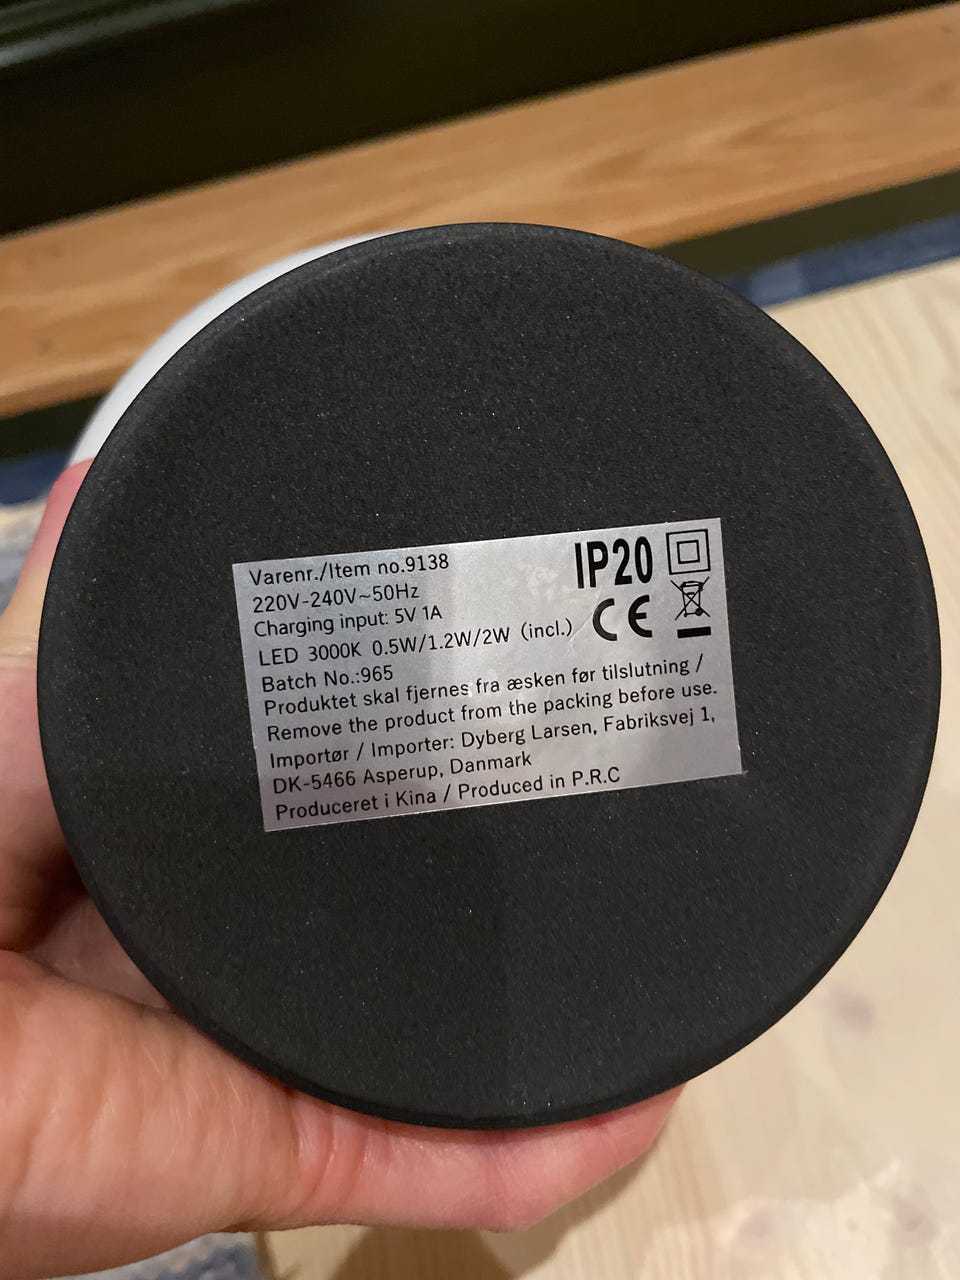 Varenr./Item no.9138
220V-240V~50Hz
Charging input: 5V 1A
LED 3000K 0.5W/1.2W/2W (incl.)
Batch No.:965
Produktet skal fjernes fra æsken før tilslutning /
Remove the product from the packing before use.
Importør / Importer: Dyberg Larsen, Fabriksvej 1,
DK-5466 Asperup, Danmark
Produceret i Kina / Produced in P.R.C
IP20
CE